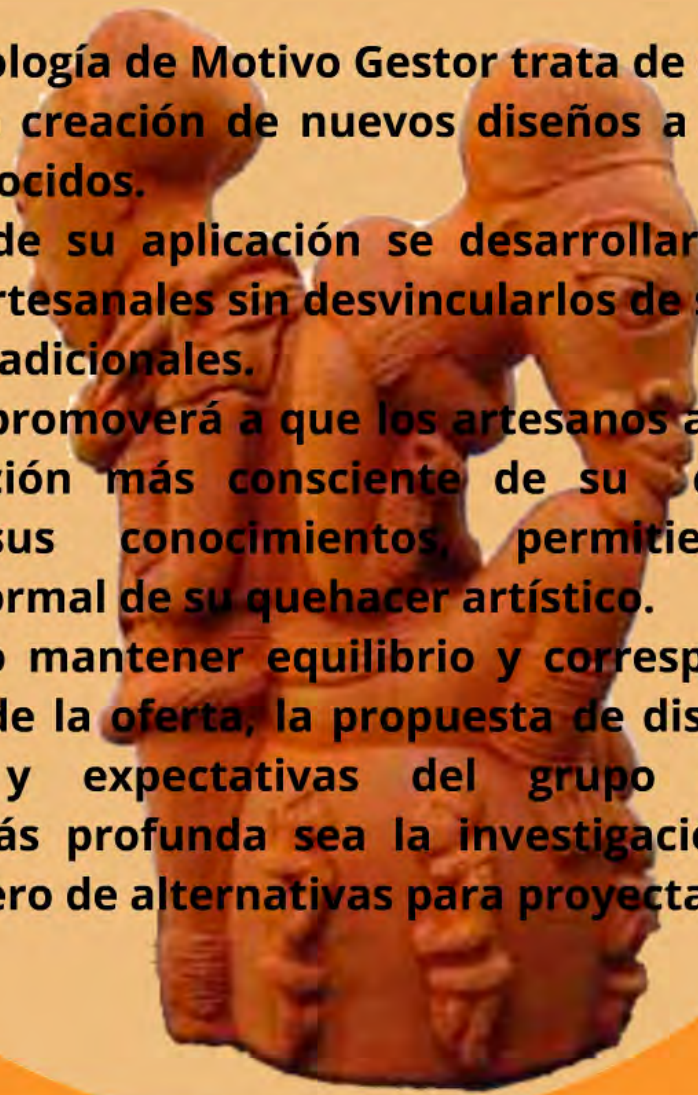 ología de Motivo Gestor trata de
creación de nuevos diseños a
ocidos.
de su aplicación se desarrollar
rtesanales sin desvincularlos de
adicionales.
promoverá a que los artesanos a
ción más consciente de su
sus conocimientos, permitie
ormal de su quehacer artístico.
o mantener equilibrio y corresp
de la oferta, la propuesta de dis
y expectativas del grupo
ás profunda sea la investigació
ero de alternativas para proyecta